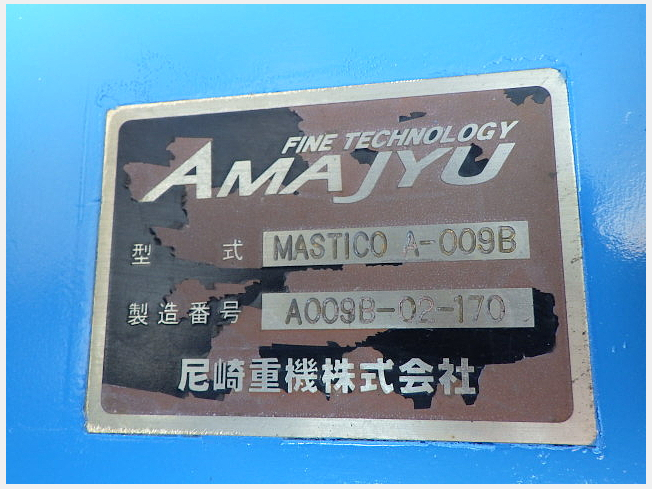 FINE TECHNOLOGY
AMAJYU
型 式 MASTICO A-009B
製造番号 A009B-02-170
尼崎重機株式会社